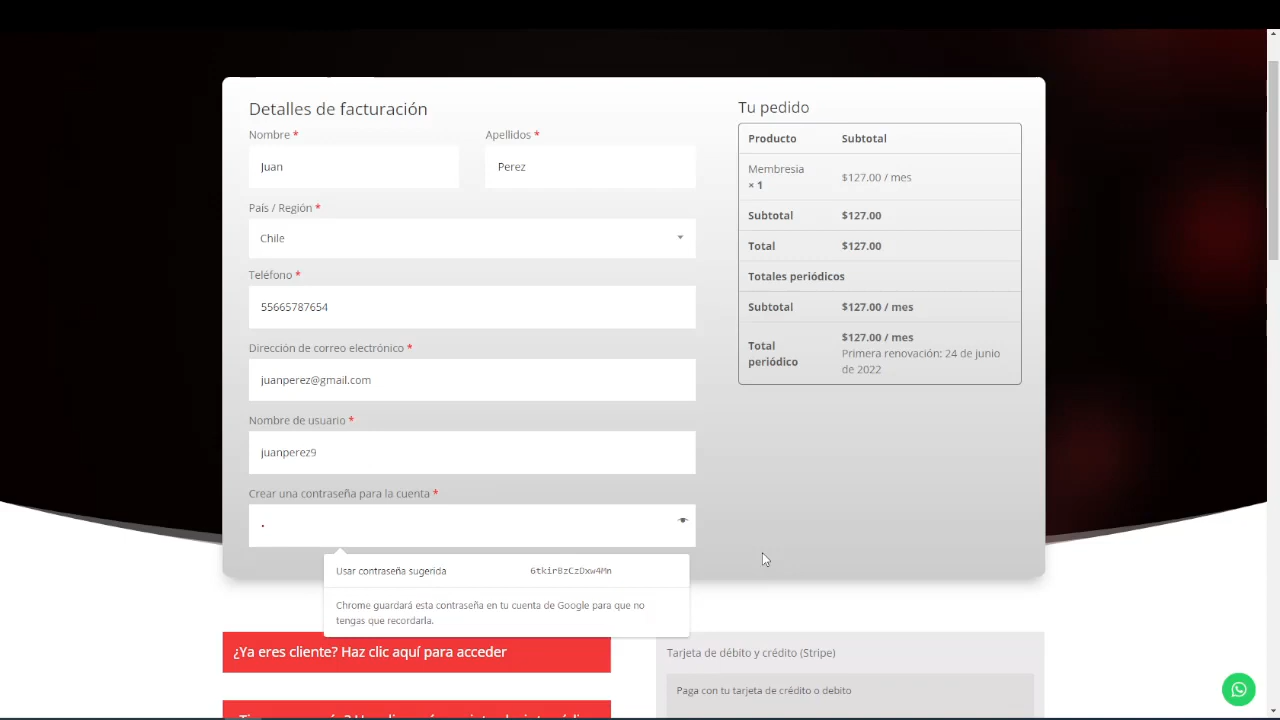 Detalles de facturación
Nombre *
Apellidos *
Juan
Perez
País / Región *
Chile
Teléfono *
55665787654
Dirección de correo electrónico *
juanperez@gmail.com
Nombre de usuario *
juanperez9
Crear una contraseña para la cuenta *
Usar contraseña sugerida
6tkirBzCzDxw4Mn
Chrome guardará esta contraseña en tu cuenta de Google para que no
tengas que recordarla.
Tu pedido
Producto Subtotal
Membresia
× 1
$127.00 / mes
Subtotal $127.00
Total $127.00
Totales periódicos
Subtotal $127.00 / mes
Total
periódico
$127.00 / mes
Primera renovación: 24 de junio
de 2022
¿Ya eres cliente? Haz clic aquí para acceder
Tarjeta de débito y crédito (Stripe)
Paga con tu tarjeta de crédito o debito